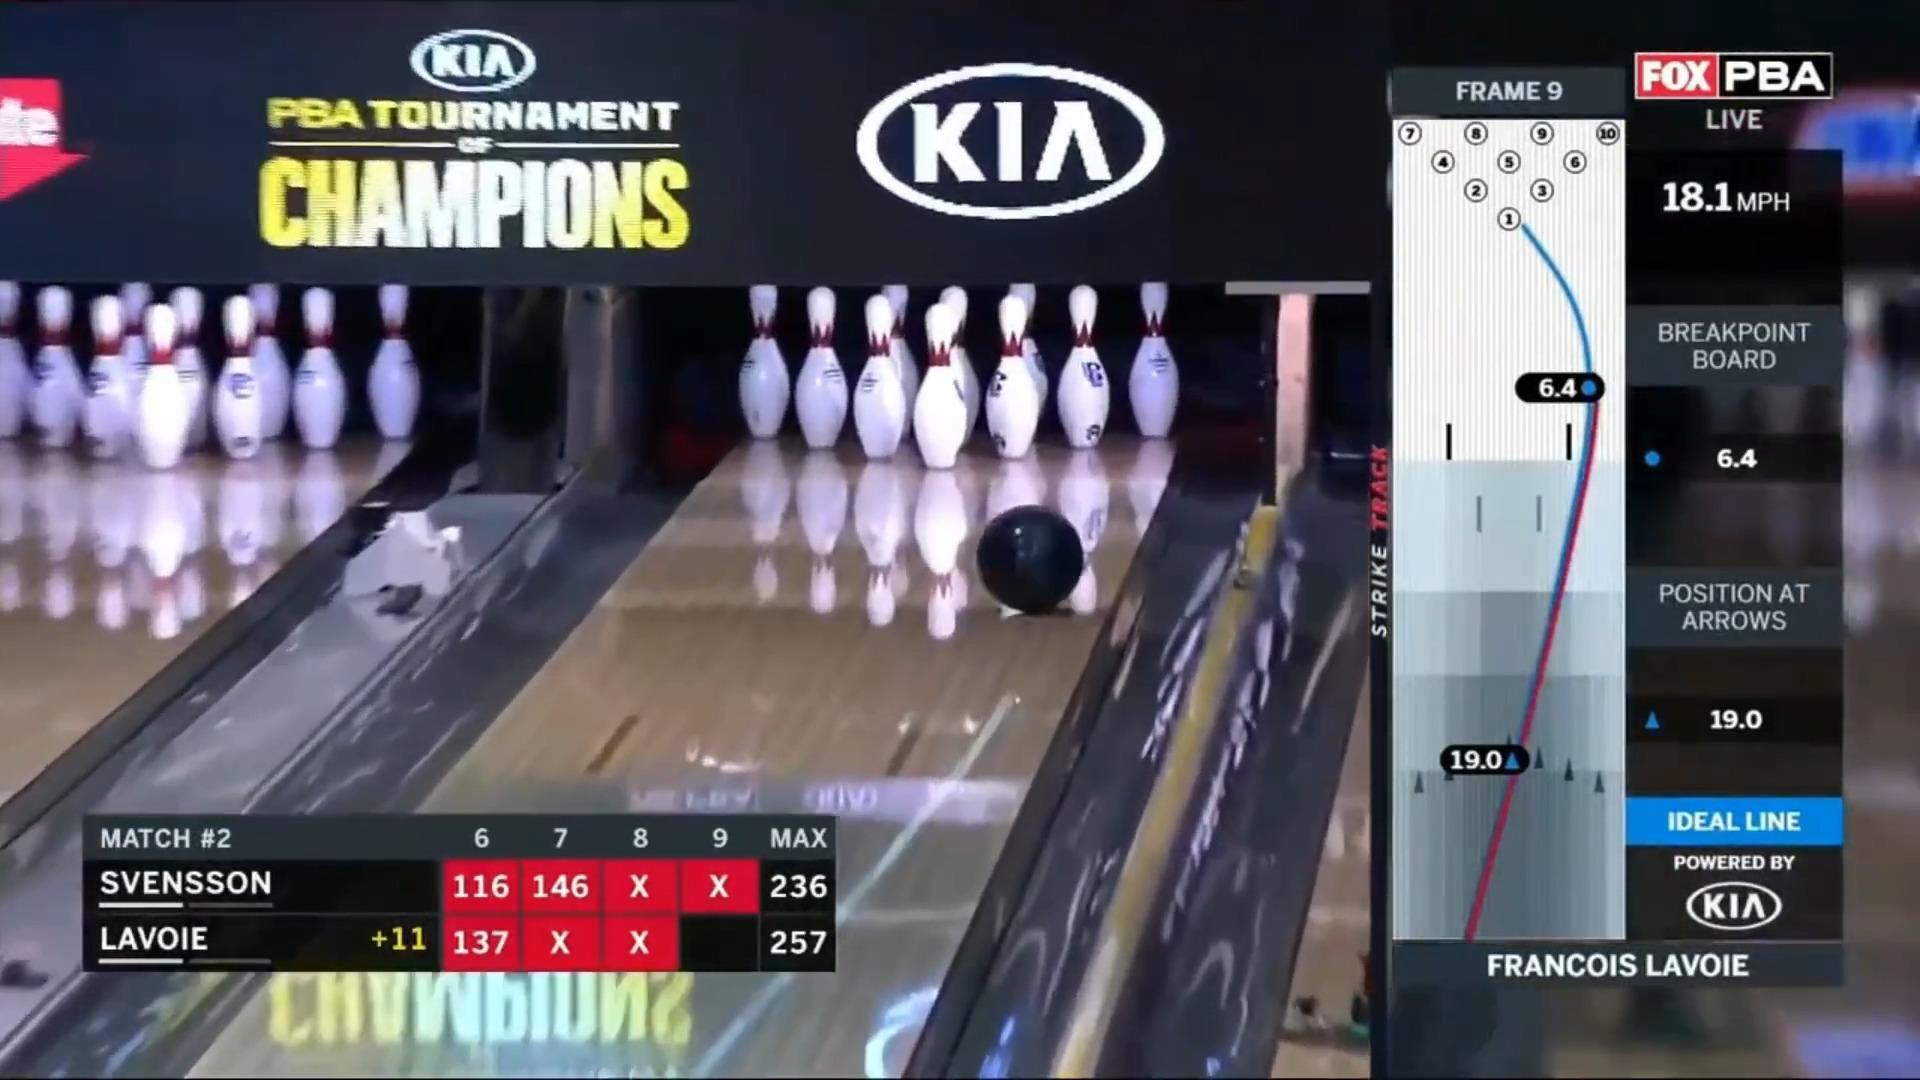 KIA
PBA TOURNAMENT
OF
CHAMPIONS
KIA
FRAME 9
7 8 9 10
4 5 6
2 3
1
6.4
19.0
STRIKE TRACK
FOX PBA
LIVE
18.1 MPH
BREAKPOINT
BOARD
6.4
POSITION AT
ARROWS
19.0
IDEAL LINE
POWERED BY
KIA
FRANCOIS LAVOIE
MATCH #2 6 7 8 9 MAX
SVENSSON 116 146 X X 236
LAVOIE +11 137 X X 257